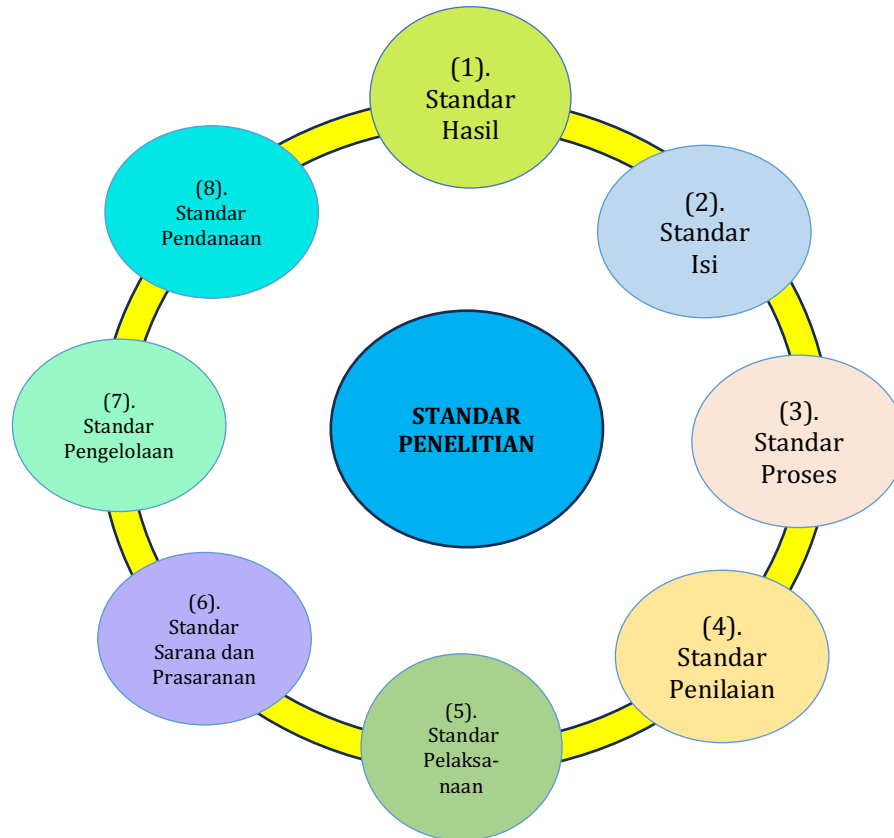 (1).
Standar
Hasil
(2).
Standar
Isi
(3).
Standar
Proses
(4).
Standar
Penilaian
(5).
Standar
Pelaksa-
naan
(6).
Standar
Sarana dan
Prasaranan
(7).
Standar
Pengelolaan
(8).
Standar
Pendanaan
STANDAR
PENELITIAN